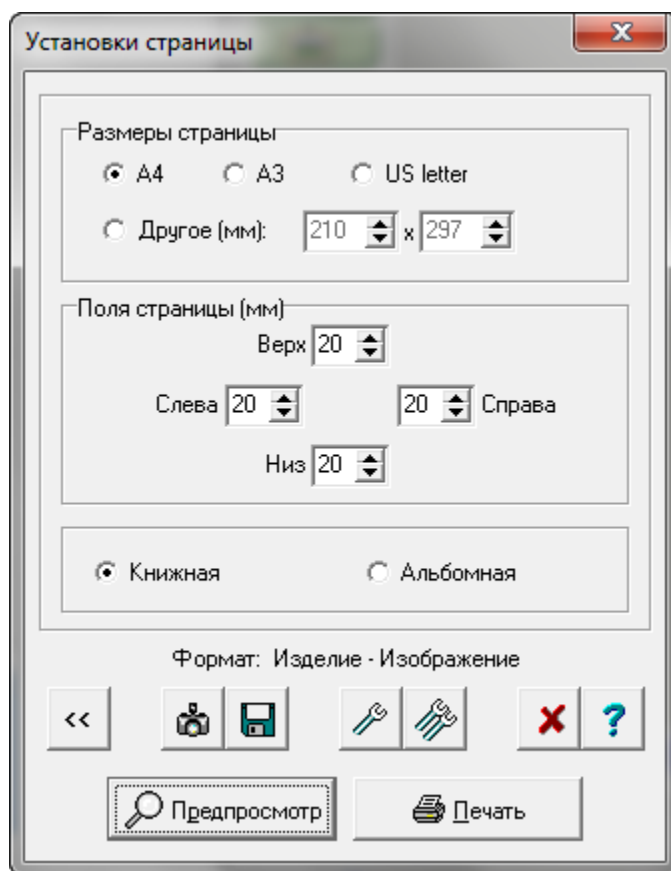 Установки страницы
Размеры страницы
A4 A3 US letter
Другое (мм): 210 x 297
Поля страницы (мм)
Верх 20
Слева 20 20 Справа
Низ 20
Книжная Альбомная
Формат: Изделие - Изображение
<< ?
Предпросмотр Печать